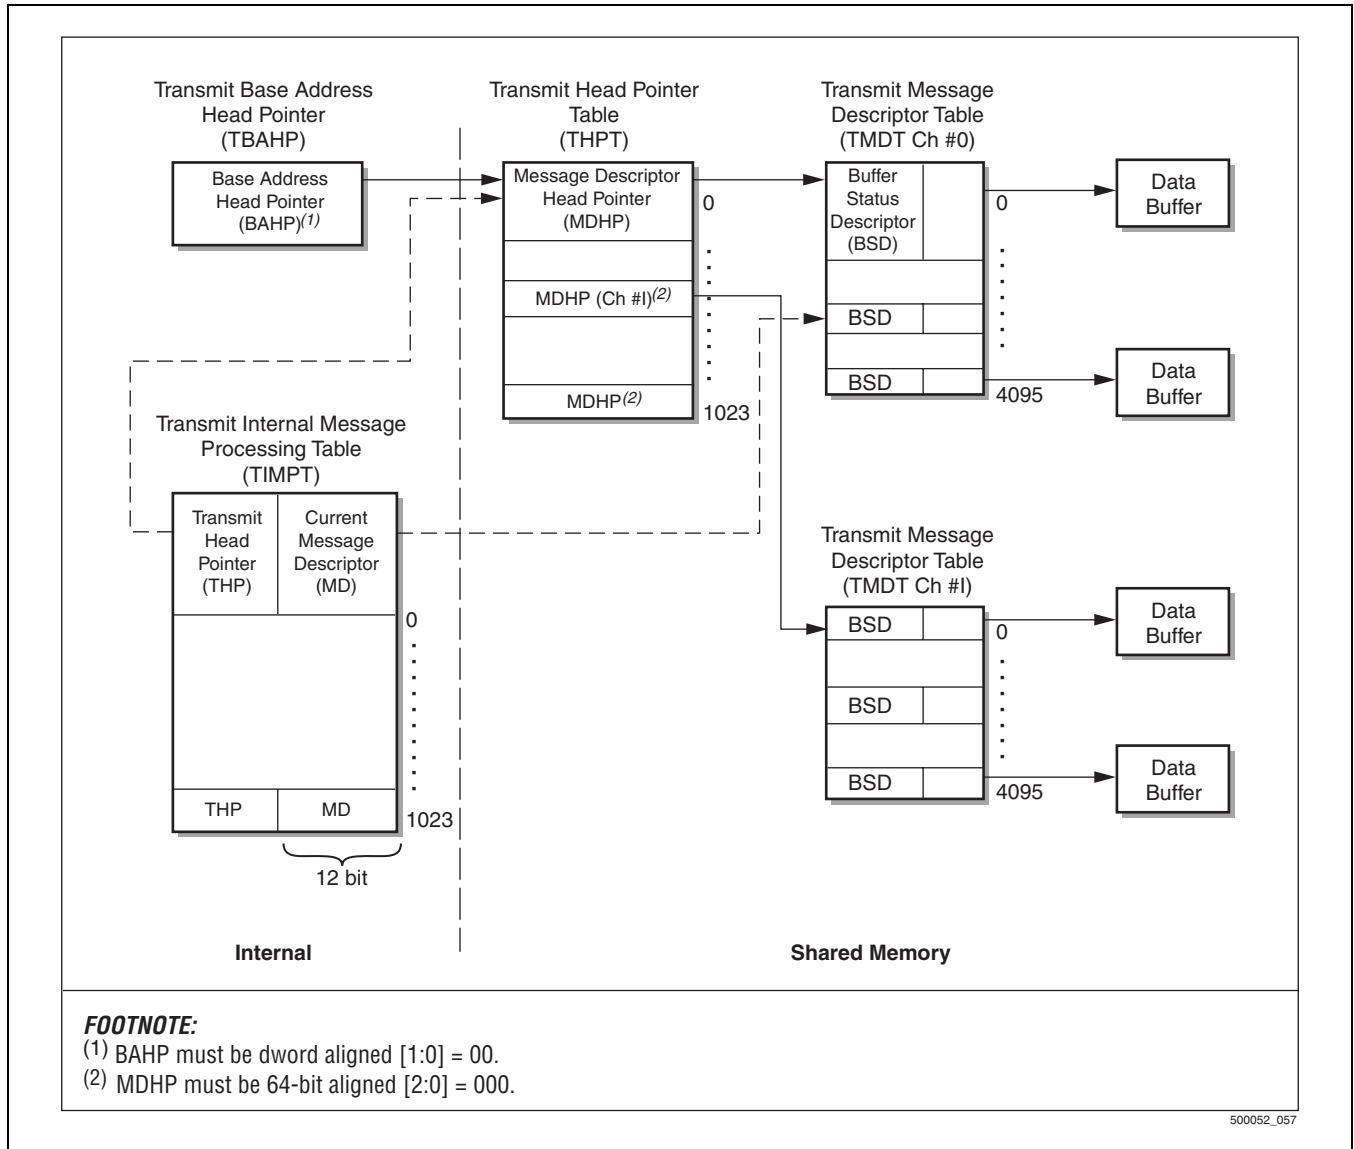 Transmit Base Address
Head Pointer
(TBAHP)
Base Address
Head Pointer
(BAHP)(1)
Transmit Head Pointer
Table
(THPT)
Message Descriptor
Head Pointer
(MDHP)
0
MDHP (Ch #I)(2)
MDHP(2)
1023
Transmit Message
Descriptor Table
(TMDT Ch #0)
Buffer
Status
Descriptor
(BSD)
0
BSD
BSD
4095
Data
Buffer
Data
Buffer
Transmit Internal Message
Processing Table
(TIMPT)
Transmit
Head
Pointer
(THP)
Current
Message
Descriptor
(MD)
0
THP
MD
1023
12 bit
Transmit Message
Descriptor Table
(TMDT Ch #I)
BSD
0
BSD
BSD
4095
Data
Buffer
Data
Buffer
Internal
Shared Memory
FOOTNOTE:
(1) BAHP must be dword aligned [1:0] = 00.
(2) MDHP must be 64-bit aligned [2:0] = 000.
500052_057